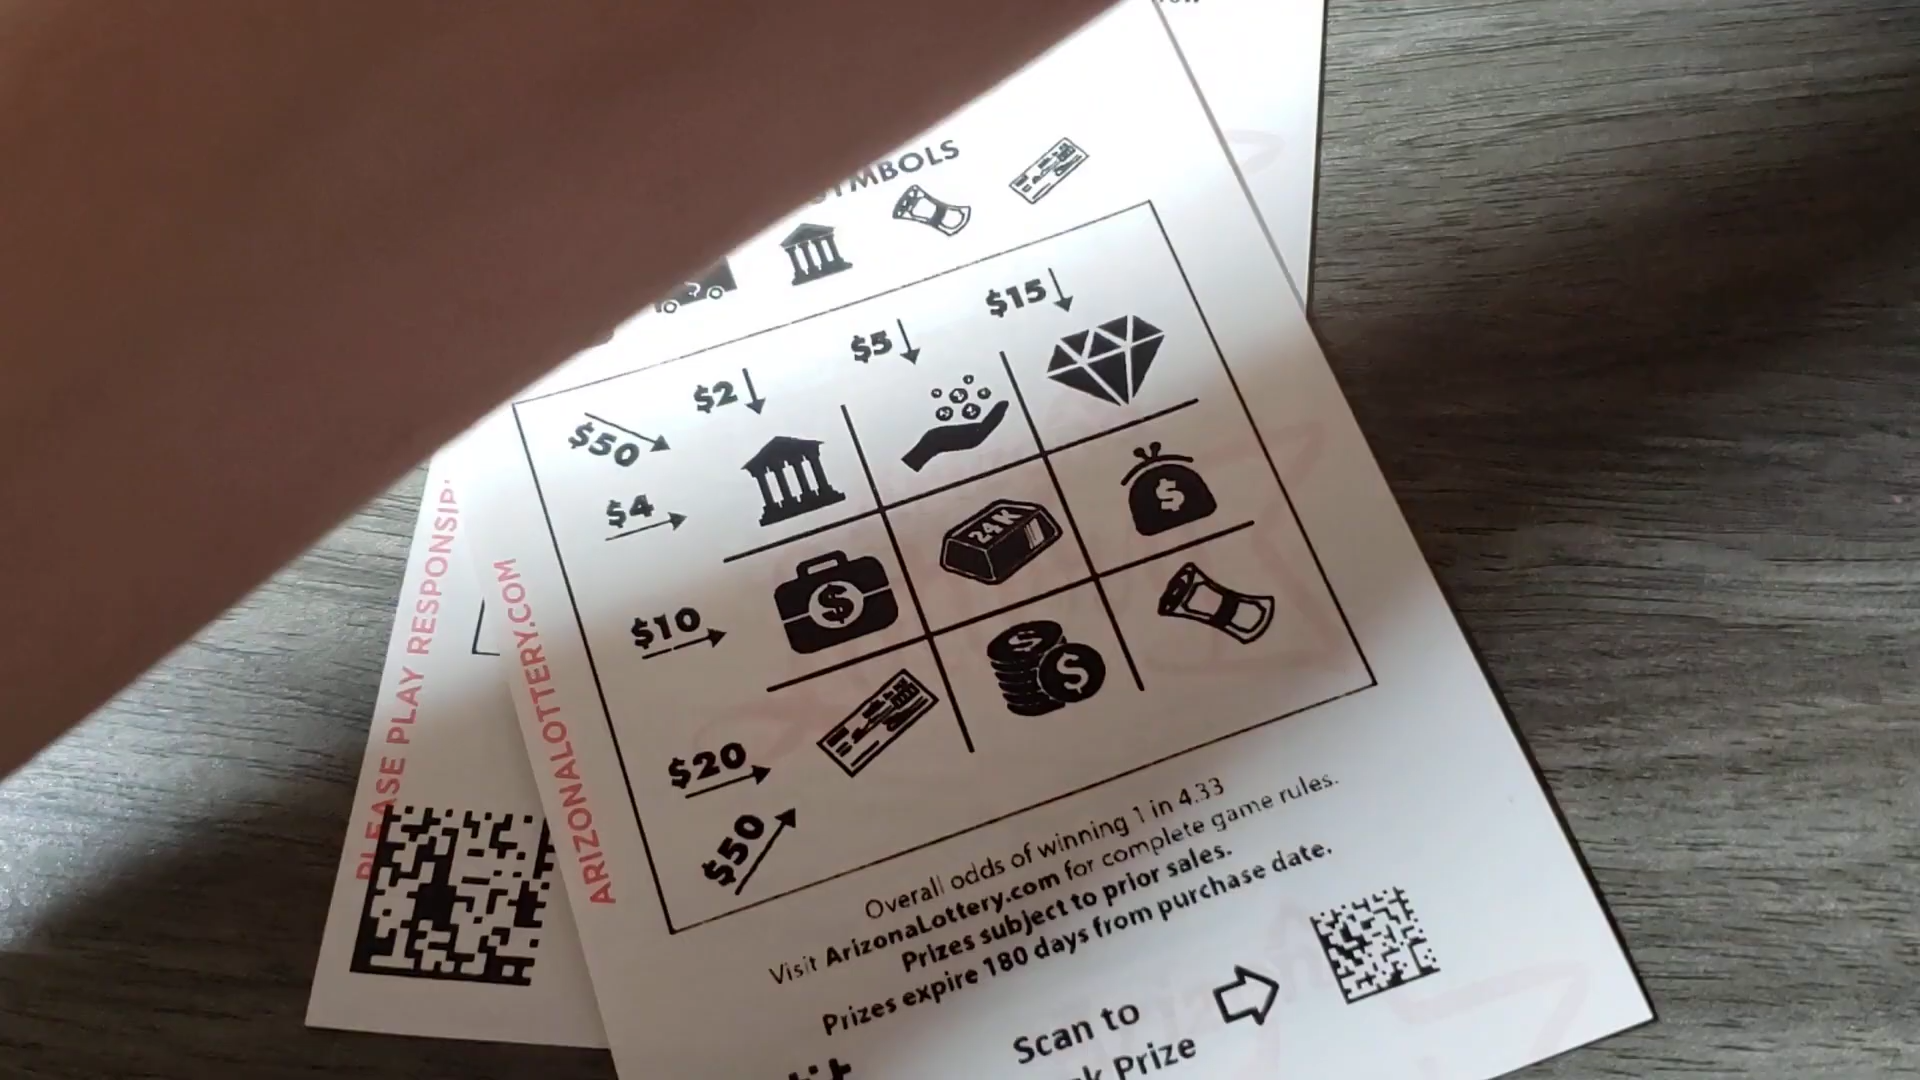 SYMBOLS
$15
$5
$2
$50
$4
24K
$
$10
$
$
$
$20
$50
Overall odds of winning 1 in 4.33
Visit ArizonaLottery.com for complete game rules.
Prizes subject to prior sales.
Prizes expire 180 days from purchase date.
Scan to
Prize
ARIZONALOTTERY.COM
PLEASE PLAY